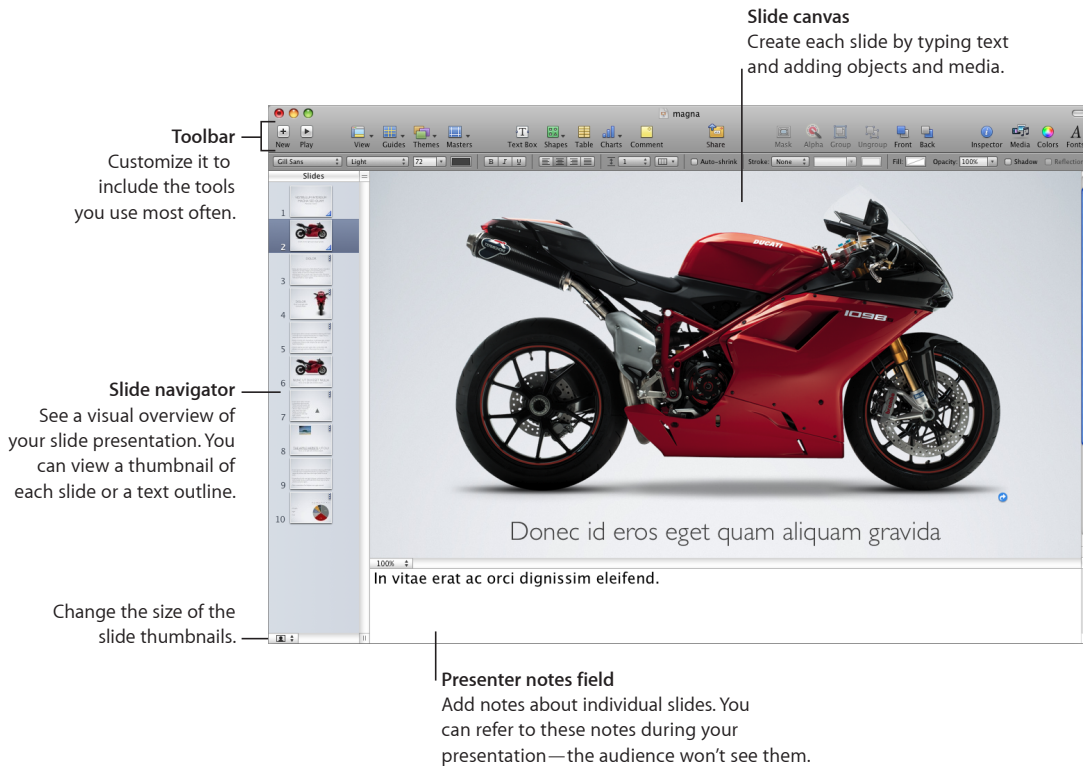 Slide canvas
Create each slide by typing text
and adding objects and media.
Toolbar
Customize it to
include the tools
you use most often.
magna
New Play View Guides Themes Masters Text Box Shapes Table Charts Comment Share Mask Alpha Group Ungroup Front Back Inspector Media Colors Fonts
Gill Sans Light 72 B I U 1 Auto-shrink Stroke: None Fill: Opacity: 100% Shadow Reflection
Slides
1
2
3
4
5
6
7
8
9
10
DUCATI
1098
Donec id eros eget quam aliquam gravida
100%
In vitae erat ac orci dignissim eleifend.
Slide navigator
See a visual overview of
your slide presentation. You
can view a thumbnail of
each slide or a text outline.
Change the size of the
slide thumbnails.
Presenter notes field
Add notes about individual slides. You
can refer to these notes during your
presentation—the audience won't see them.